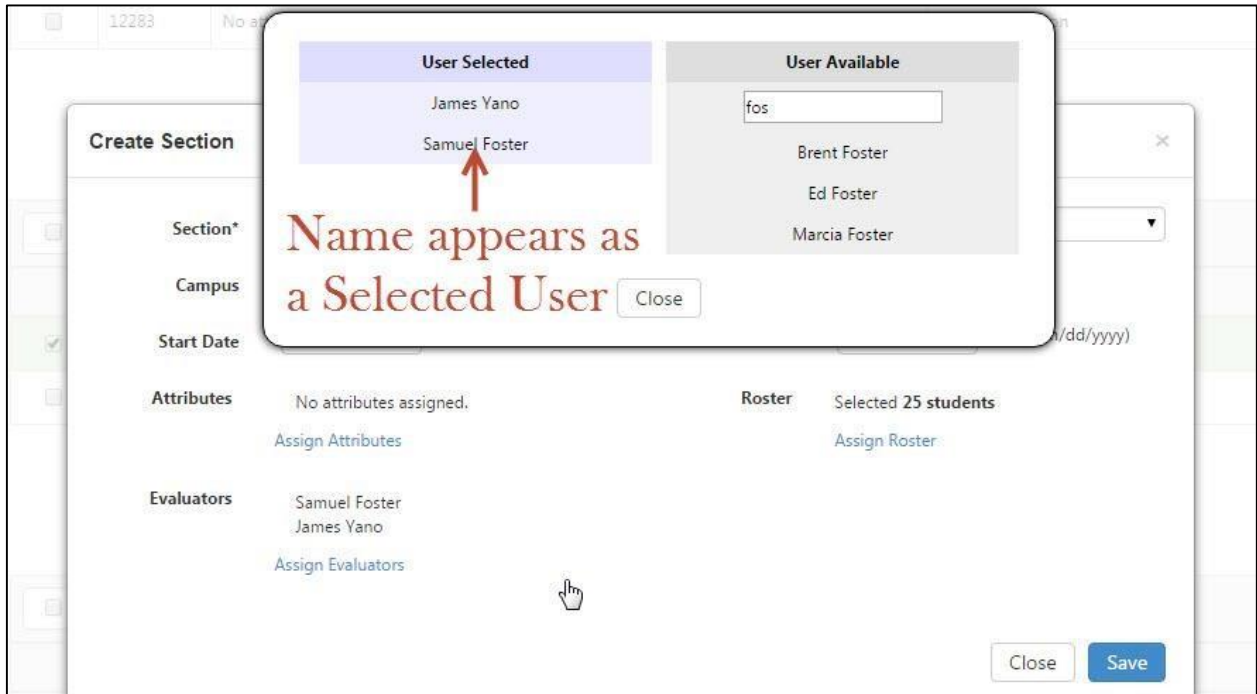 12283 No
User Selected User Available
James Yano
fos
Samuel Foster
Brent Foster
Ed Foster
Marcia Foster
Name appears as
a Selected User
Close
Create Section ×
Section*
Campus
Start Date /dd/yyyy)
Attributes No attributes assigned. Roster Selected 25 students
Assign Attributes Assign Roster
Evaluators Samuel Foster
James Yano
Assign Evaluators
Close Save